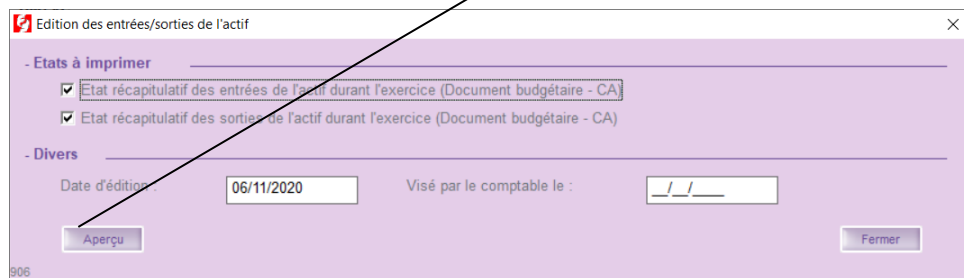 Edition des entrées/sorties de l'actif
- Etats à imprimer
Etat récapitulatif des entrées de l'actif durant l'exercice (Document budgétaire - CA)
Etat récapitulatif des sorties de l'actif durant l'exercice (Document budgétaire - CA)
- Divers
Date d'édition : 06/11/2020 Visé par le comptable le : __/__/____
Aperçu Fermer
906